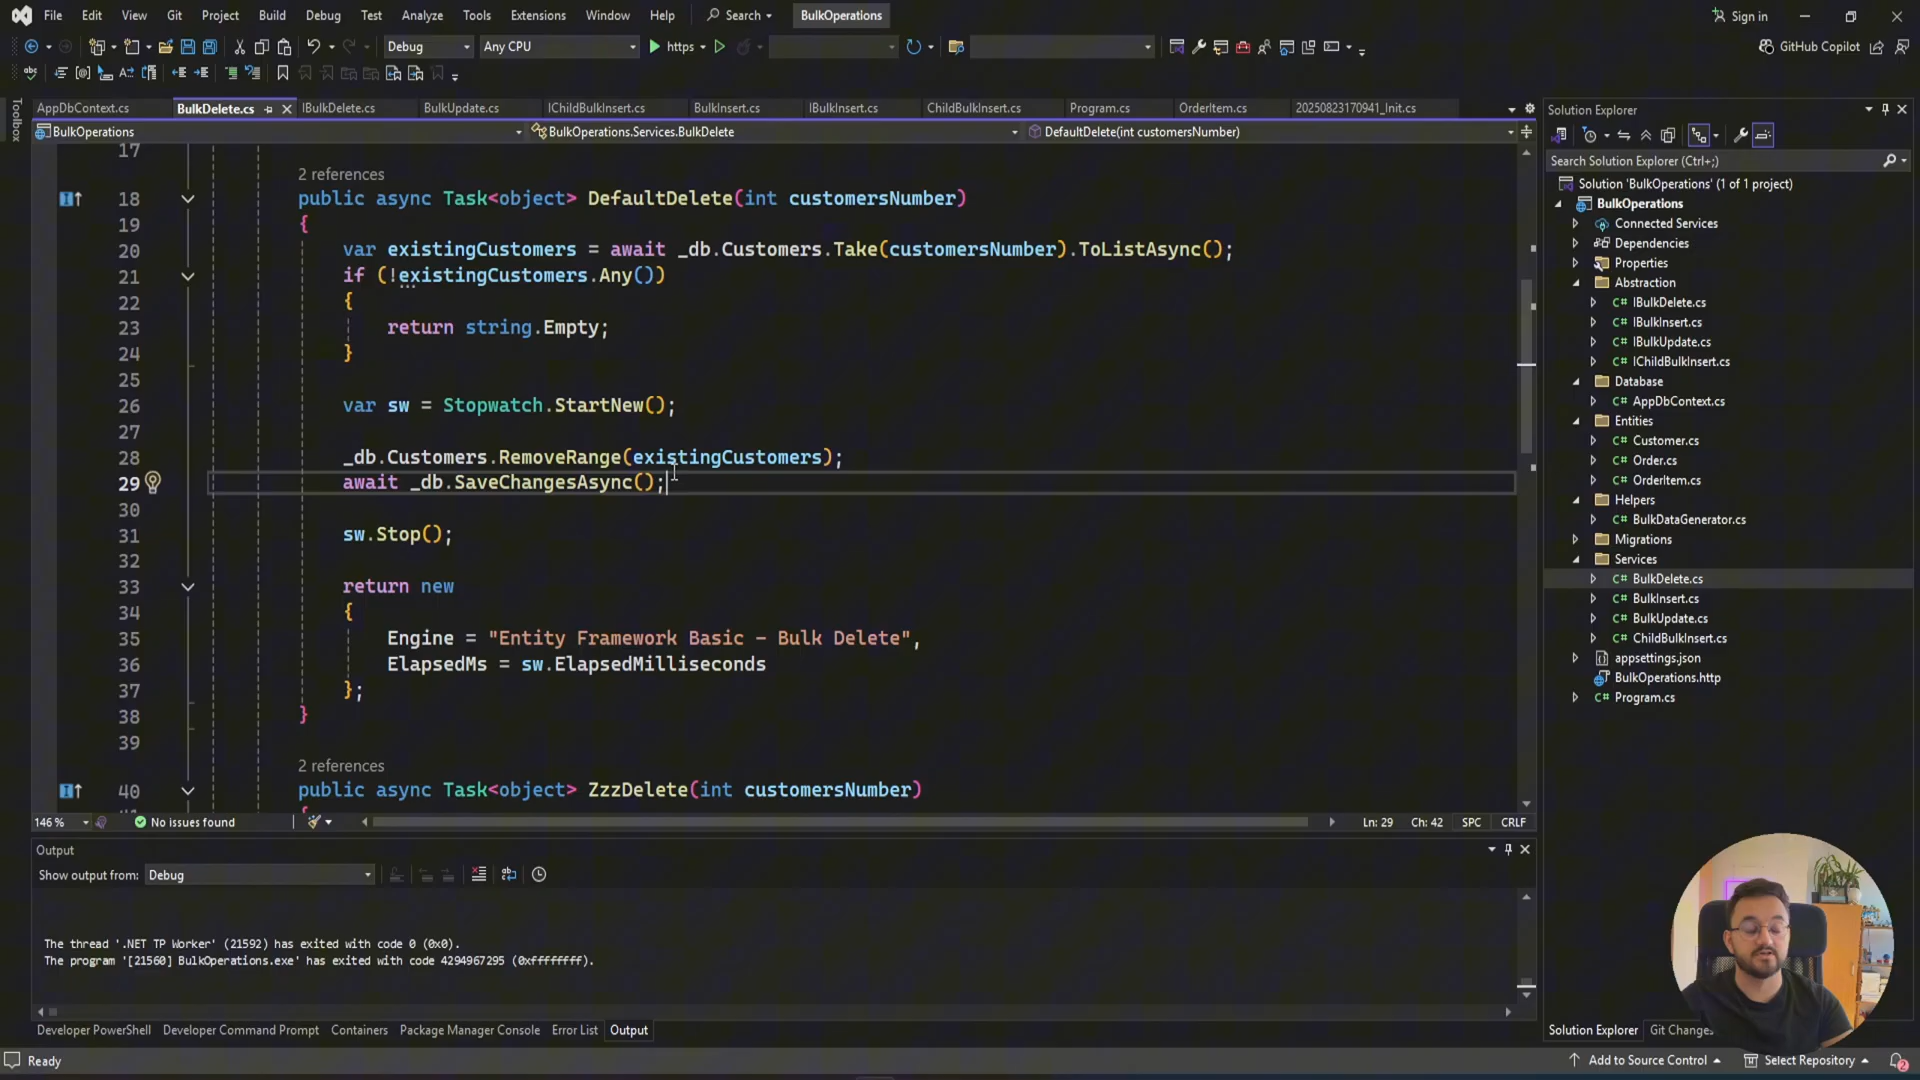 File Edit View Git Project Build Debug Test Analyze Tools Extensions Window Help Search BulkOperations Sign in
Debug Any CPU https GitHub Copilot
AppDbContext.cs BulkDelete.cs IBulkDelete.cs BulkUpdate.cs IChildBulkInsert.cs BulkInsert.cs IBulkInsert.cs ChildBulkInsert.cs Program.cs OrderItem.cs 20250823170941_Init.cs
BulkOperations BulkOperations.Services.BulkDelete DefaultDelete(int customersNumber)
Toolbox
17
2 references
18 public async Task<object> DefaultDelete(int customersNumber)
19 {
20 var existingCustomers = await _db.Customers.Take(customersNumber).ToListAsync();
21 if (!existingCustomers.Any())
22 {
23 return string.Empty;
24 }
25
26 var sw = Stopwatch.StartNew();
27
28 _db.Customers.RemoveRange(existingCustomers);
29 await _db.SaveChangesAsync();
30
31 sw.Stop();
32
33 return new
34 {
35 Engine = "Entity Framework Basic - Bulk Delete",
36 ElapsedMs = sw.ElapsedMilliseconds
37 };
38 }
39
2 references
40 public async Task<object> ZzzDelete(int customersNumber)
146 % No issues found Ln: 29 Ch: 42 SPC CRLF
Output
Show output from: Debug
The thread '.NET TP Worker' (21592) has exited with code 0 (0x0).
The program '[21560] BulkOperations.exe' has exited with code 4294967295 (0xffffffff).
Developer PowerShell Developer Command Prompt Containers Package Manager Console Error List Output
Solution Explorer
Search Solution Explorer (Ctrl+;)
Solution 'BulkOperations' (1 of 1 project)
BulkOperations
Connected Services
Dependencies
Properties
Abstraction
C# IBulkDelete.cs
C# IBulkInsert.cs
C# IBulkUpdate.cs
C# IChildBulkInsert.cs
Database
C# AppDbContext.cs
Entities
C# Customer.cs
C# Order.cs
C# OrderItem.cs
Helpers
C# BulkDataGenerator.cs
Migrations
Services
C# BulkDelete.cs
C# BulkInsert.cs
C# BulkUpdate.cs
C# ChildBulkInsert.cs
appsettings.json
BulkOperations.http
C# Program.cs
Solution Explorer Git Changes
Ready Add to Source Control Select Repository 2